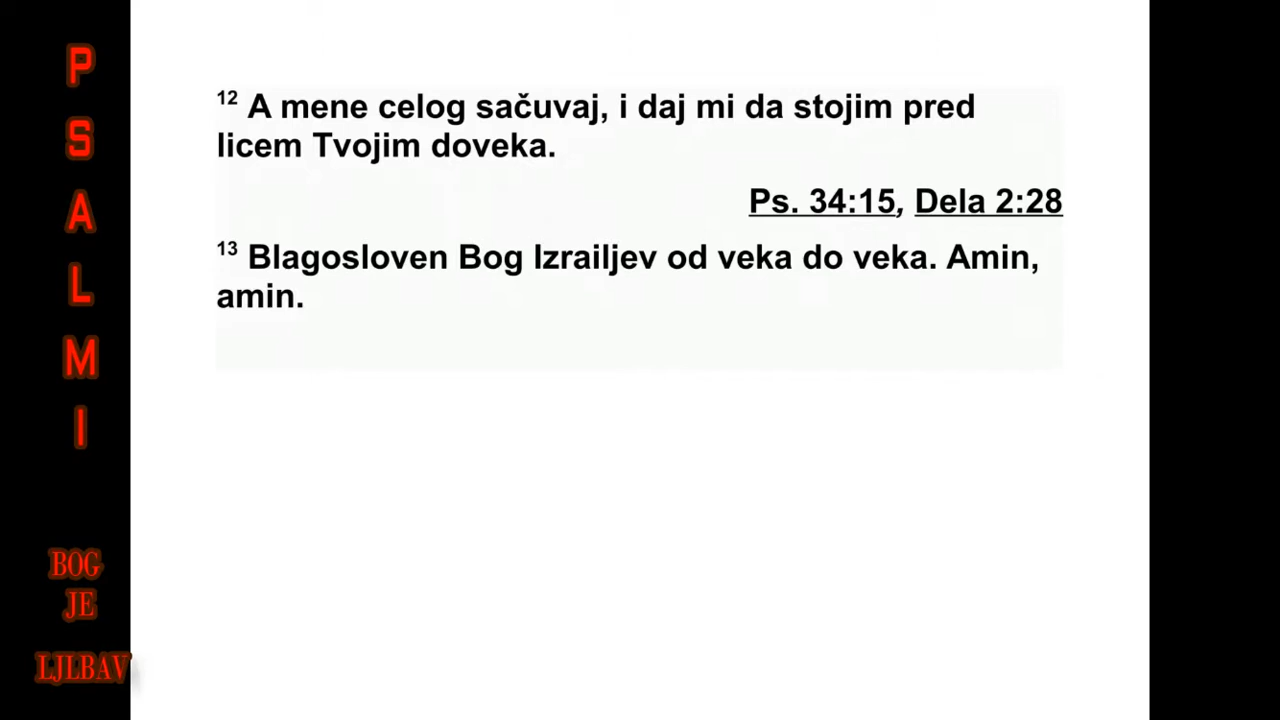 P
S
A
L
M
I
BOG
JE
LJLBAV
12 A mene celog sačuvaj, i daj mi da stojim pred
licem Tvojim doveka.
Ps. 34:15, Dela 2:28
13 Blagosloven Bog Izrailjev od veka do veka. Amin,
amin.